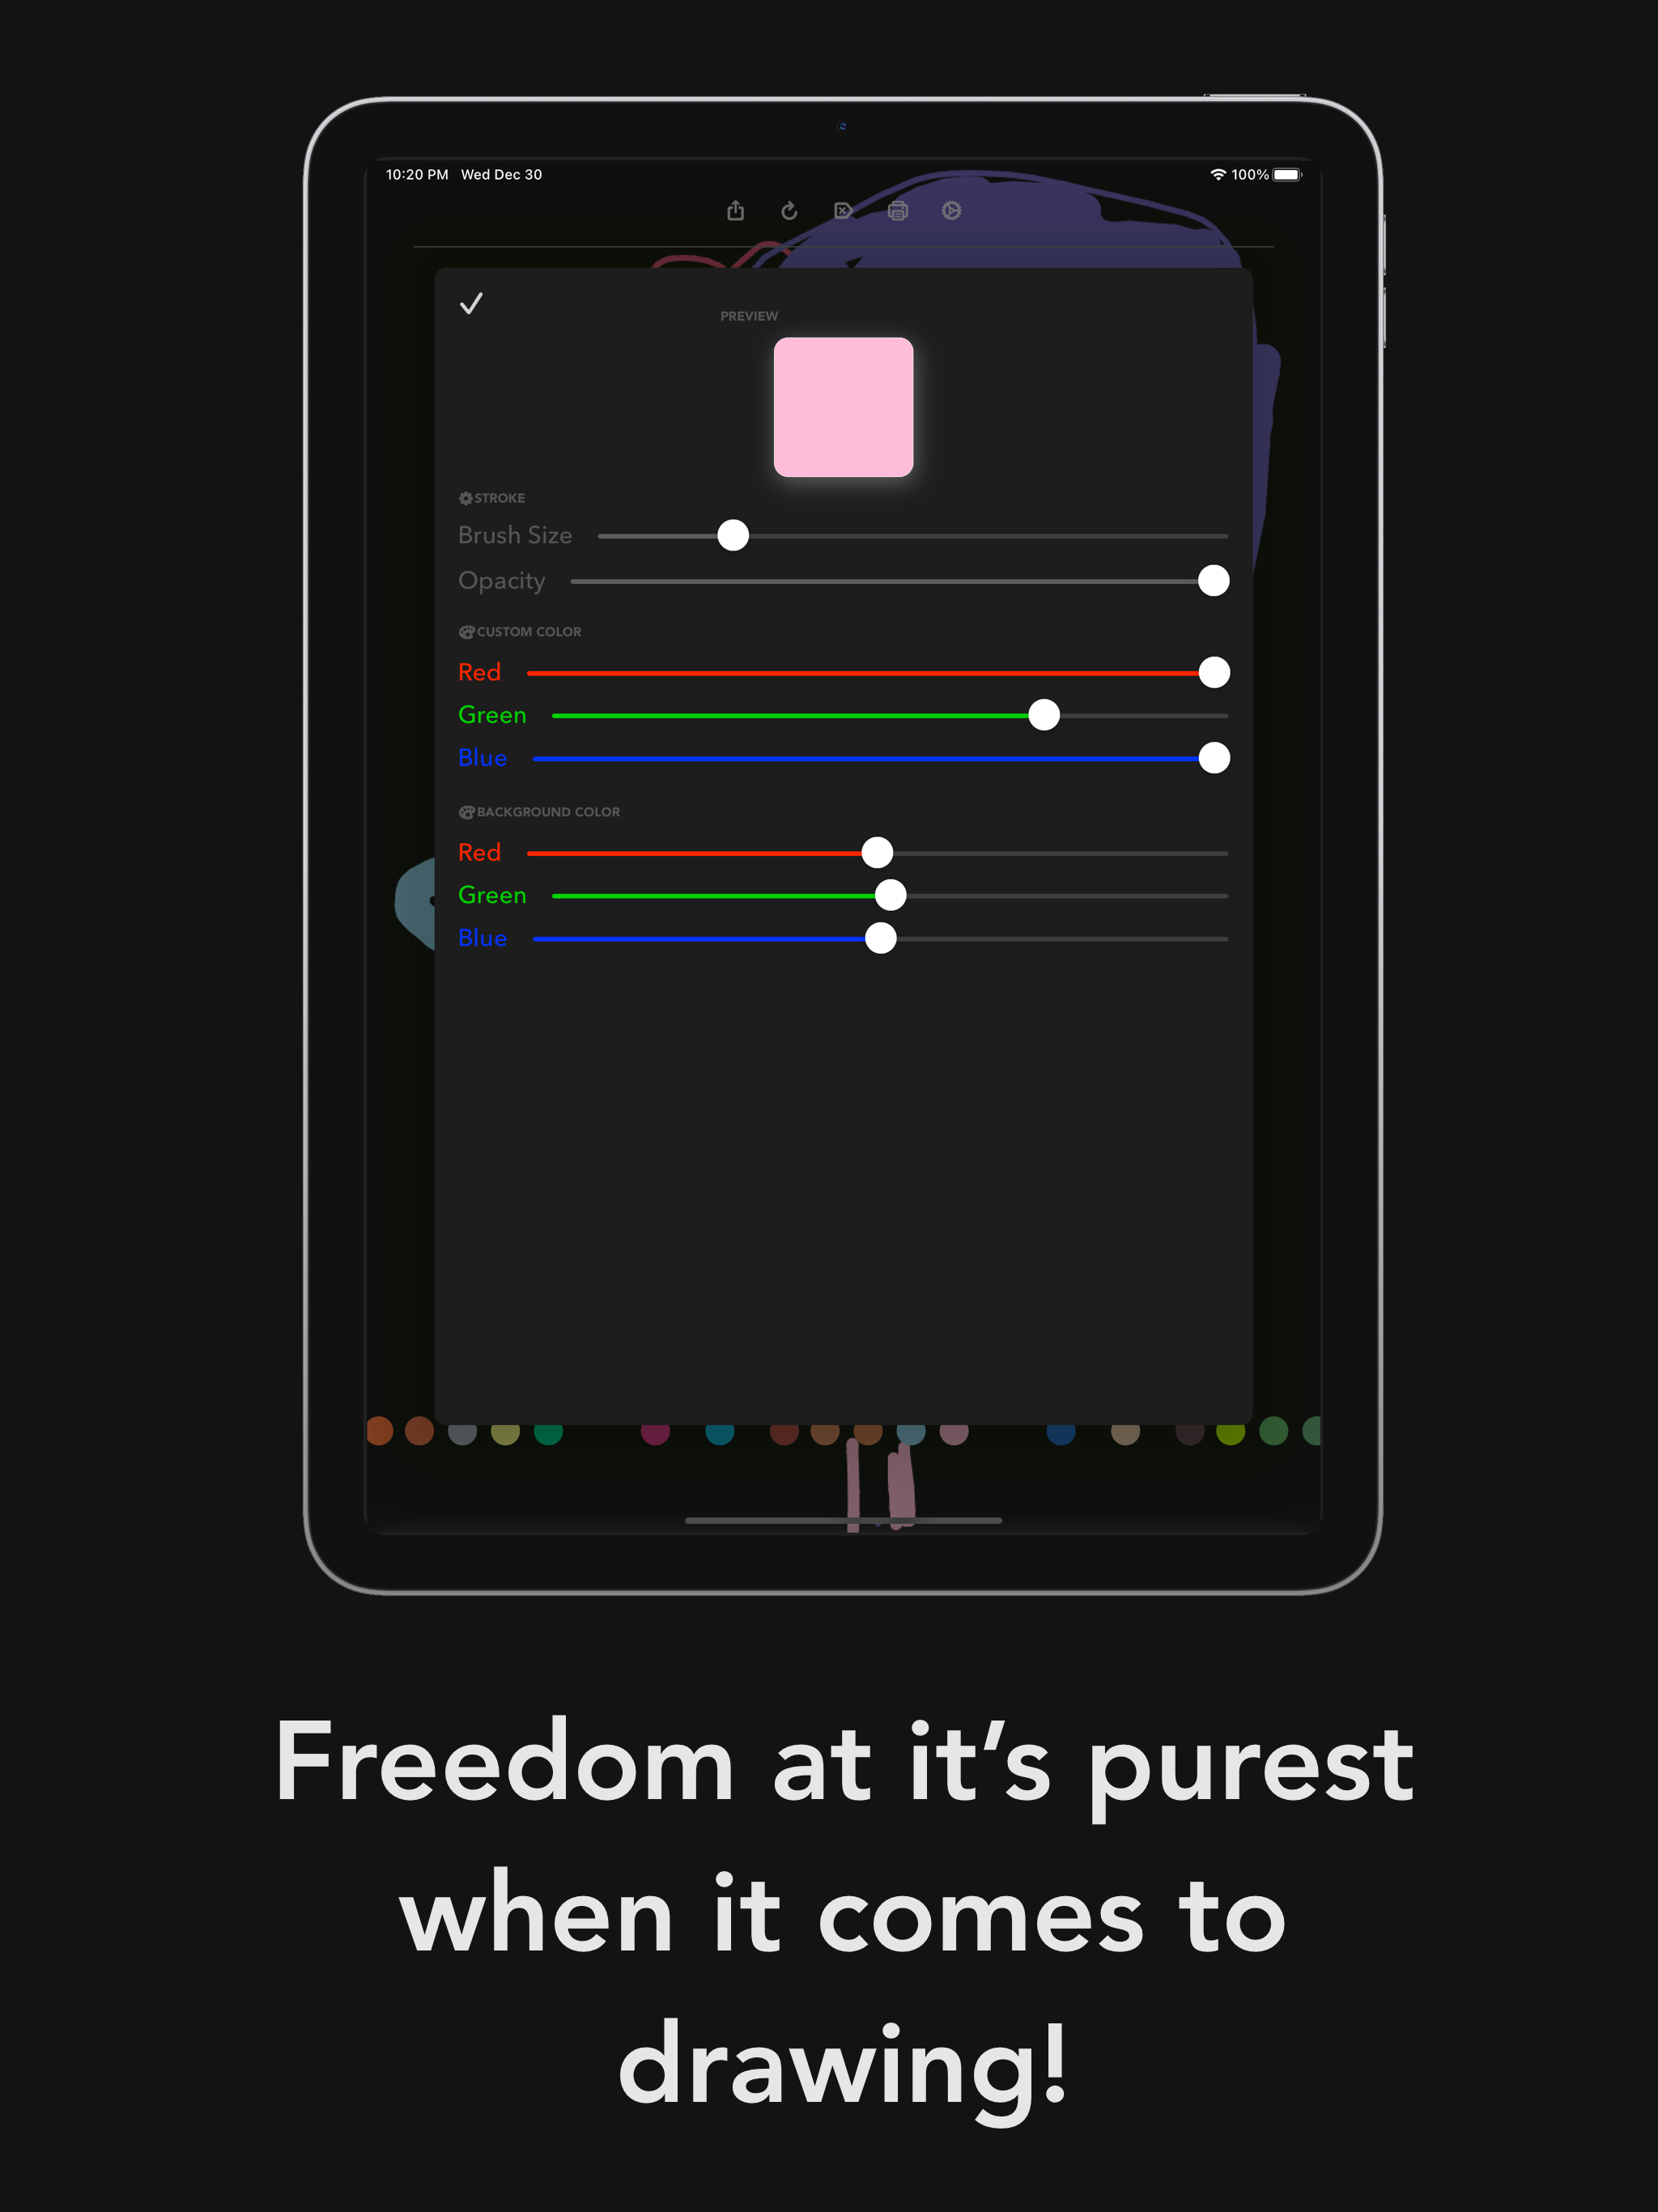 10:20 PM Wed Dec 30 100%
PREVIEW
STROKE
Brush Size
Opacity
CUSTOM COLOR
Red
Green
Blue
BACKGROUND COLOR
Red
Green
Blue
Freedom at it’s purest
when it comes to
drawing!